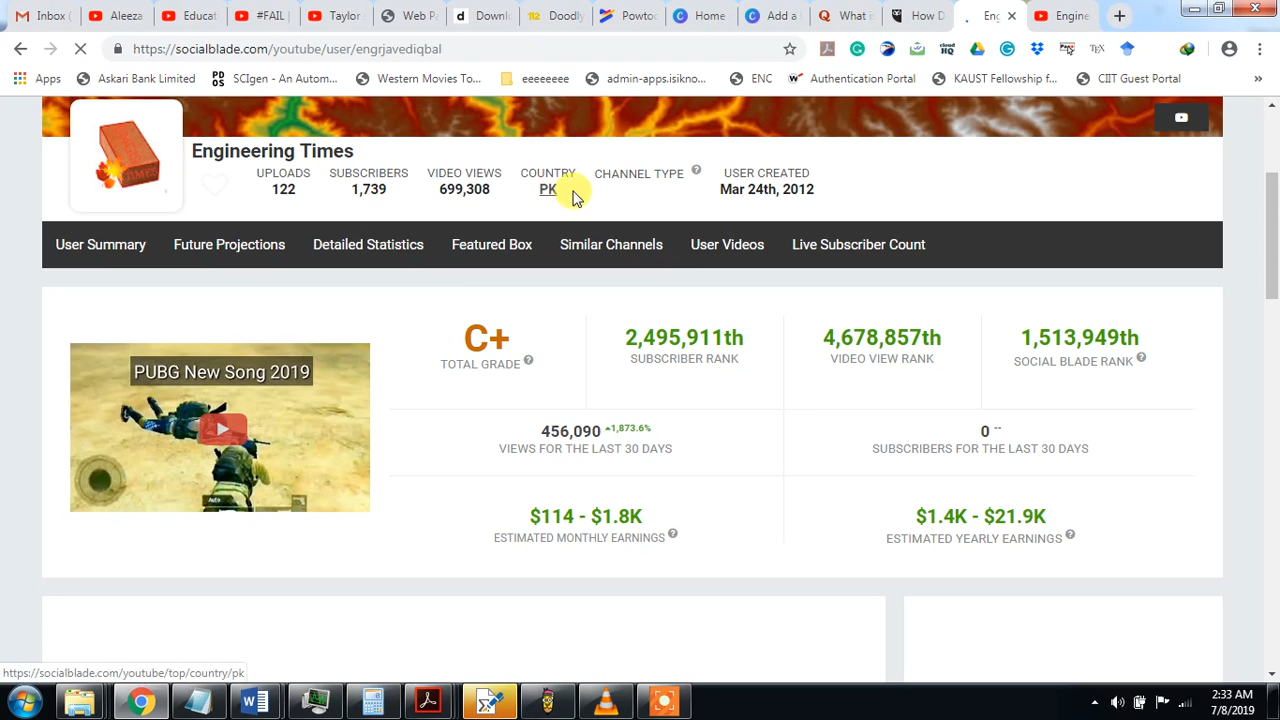 Inbox (
Aleeza
Educat
#FAIL |
Taylor
Web P
Downl
Doodly
Powtoo
Home
Add a
What is
How D
Eng
Engine
https://socialblade.com/youtube/user/engrjavediqbal
Apps
Askari Bank Limited
SCIgen - An Autom...
Western Movies To...
eeeeeee
admin-apps.isikno...
ENC
Authentication Portal
KAUST Fellowship f...
CIIT Guest Portal
»
Engineering Times
UPLOADS SUBSCRIBERS VIDEO VIEWS COUNTRY CHANNEL TYPE USER CREATED
122 1,739 699,308 PK Mar 24th, 2012
User Summary Future Projections Detailed Statistics Featured Box Similar Channels User Videos Live Subscriber Count
PUBG New Song 2019
C+ 2,495,911th 4,678,857th 1,513,949th
TOTAL GRADE SUBSCRIBER RANK VIDEO VIEW RANK SOCIAL BLADE RANK
456,090 1,873.6% 0 --
VIEWS FOR THE LAST 30 DAYS SUBSCRIBERS FOR THE LAST 30 DAYS
$114 - $1.8K $1.4K - $21.9K
ESTIMATED MONTHLY EARNINGS ESTIMATED YEARLY EARNINGS
https://socialblade.com/youtube/top/country/pk
2:33 AM
7/8/2019